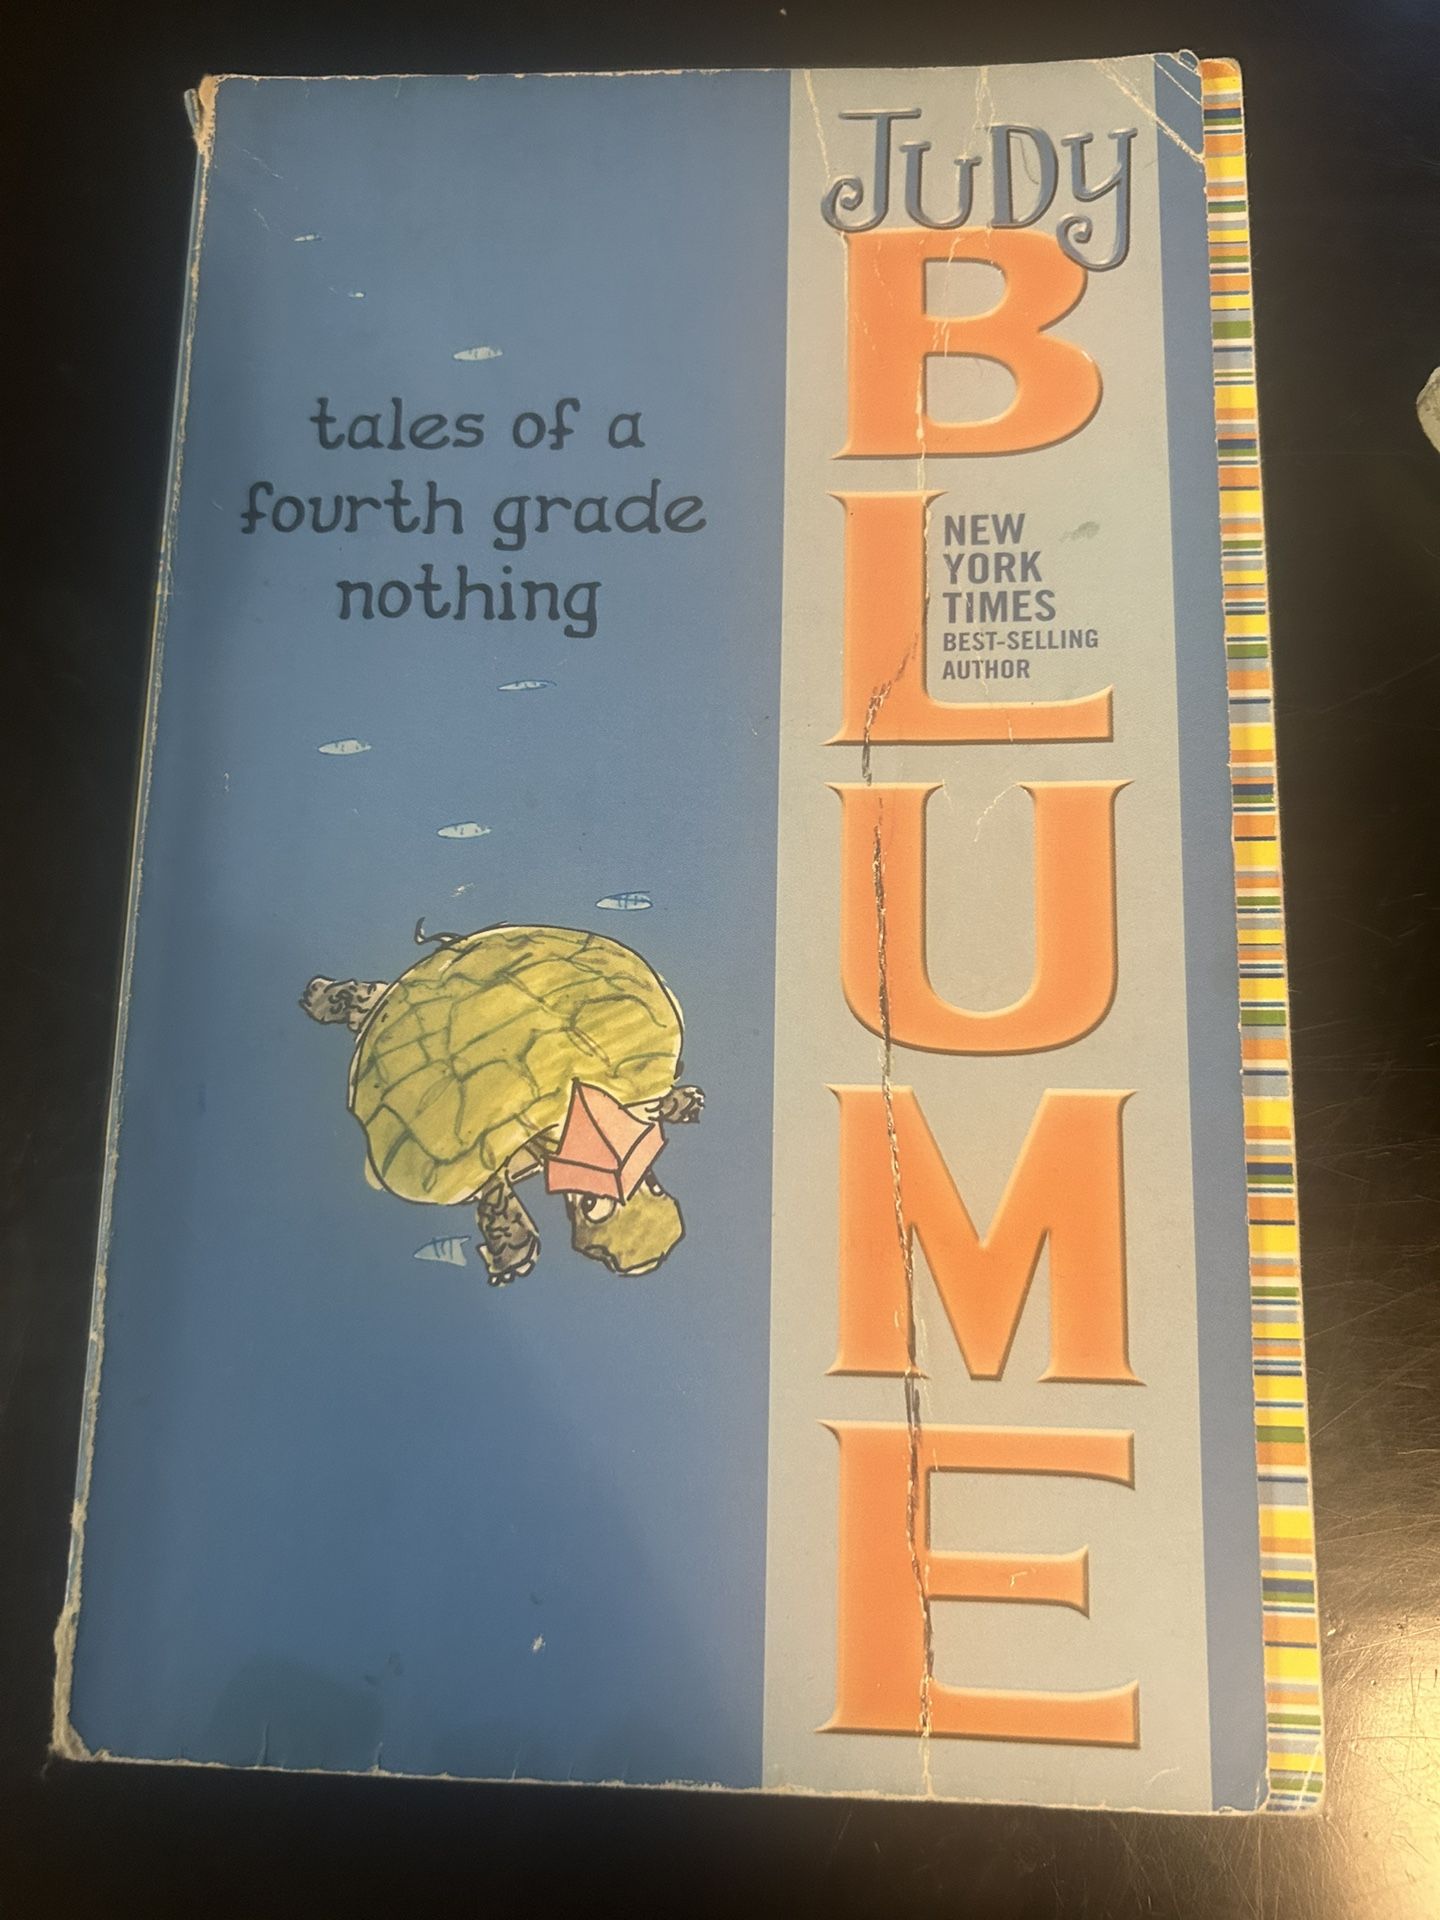 tales of a
fourth grade
nothing
JUDY
BLUME
NEW
YORK
TIMES
BEST-SELLING
AUTHOR